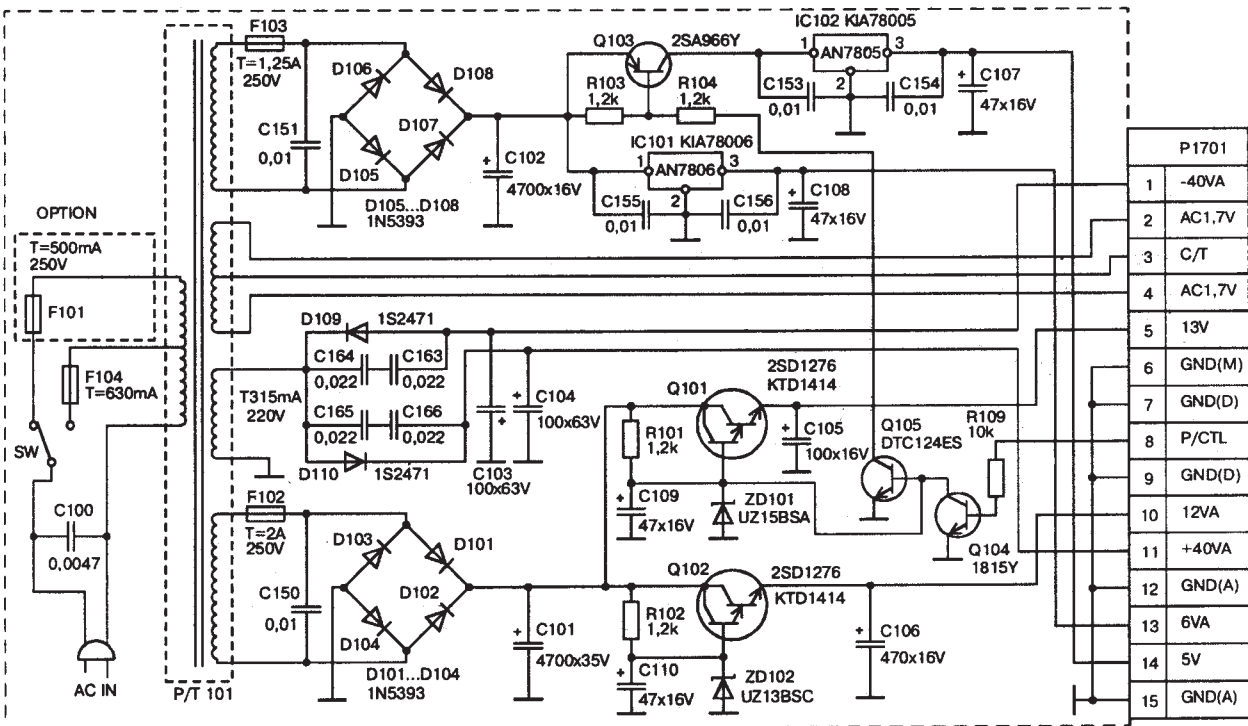 F103
T=1,25A
250V
D106
D108
C151
0,01
D107
D105
D105...D108
1N5393
C102
4700x16V
Q103
2SA966Y
R103
1,2k
R104
1,2k
IC102 KIA78005
1
AN7805
3
2
C153
0,01
C154
0,01
C107
47x16V
IC101 KIA78006
1
AN7806
3
2
C155
0,01
C156
0,01
C108
47x16V
OPTION
T=500mA
250V
F101
F104
T=630mA
SW
C100
0,0047
AC IN
P/T 101
D109
1S2471
C164
0,022
C163
0,022
T315mA
220V
C165
0,022
C166
0,022
D110
1S2471
C103
100x63V
C104
100x63V
F102
T=2A
250V
D103
D101
C150
0,01
D102
D104
D101...D104
1N5393
C101
4700x35V
Q101
2SD1276
KTD1414
R101
1,2k
C109
47x16V
ZD101
UZ15BSA
C105
100x16V
Q105
DTC124ES
R109
10k
Q104
1815Y
Q102
2SD1276
KTD1414
R102
1,2k
C110
47x16V
ZD102
UZ13BSC
C106
470x16V
P1701
1 -40VA
2 AC1,7V
3 C/T
4 AC1,7V
5 13V
6 GND(M)
7 GND(D)
8 P/CTL
9 GND(D)
10 12VA
11 +40VA
12 GND(A)
13 6VA
14 5V
15 GND(A)